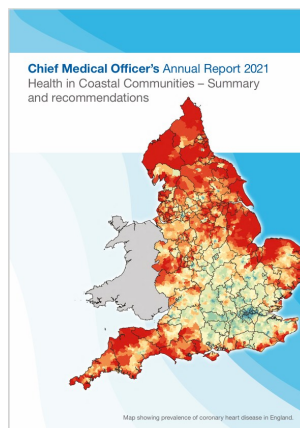 Chief Medical Officer's Annual Report 2021
Health in Coastal Communities – Summary
and recommendations
Map showing prevalence of coronary heart disease in England.